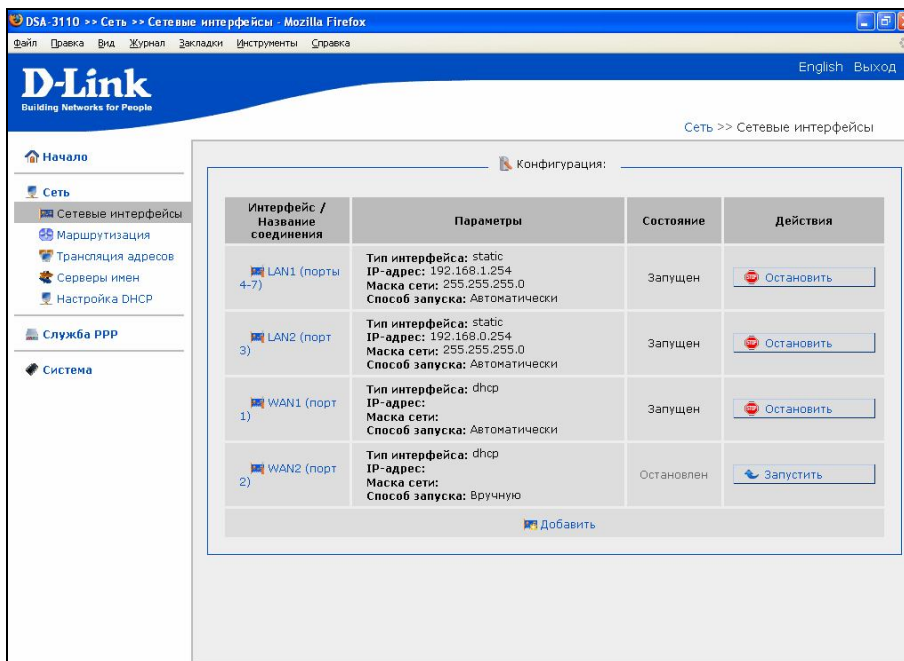 DSA-3110 >> Сеть >> Сетевые интерфейсы - Mozilla Firefox
Файл Правка Вид Журнал Закладки Инструменты Справка
D-Link
Building Networks for People
English Выход
Сеть >> Сетевые интерфейсы
Начало
Сеть
Сетевые интерфейсы
Маршрутизация
Трансляция адресов
Серверы имен
Настройка DHCP
Служба PPP
Система
Конфигурация:
Интерфейс /
Название
соединения
Параметры
Состояние
Действия
LAN1 (порты
4-7)
Тип интерфейса: static
IP-адрес: 192.168.1.254
Маска сети: 255.255.255.0
Способ запуска: Автоматически
Запущен
Остановить
LAN2 (порт
3)
Тип интерфейса: static
IP-адрес: 192.168.0.254
Маска сети: 255.255.255.0
Способ запуска: Автоматически
Запущен
Остановить
WAN1 (порт
1)
Тип интерфейса: dhcp
IP-адрес:
Маска сети:
Способ запуска: Автоматически
Запущен
Остановить
WAN2 (порт
2)
Тип интерфейса: dhcp
IP-адрес:
Маска сети:
Способ запуска: Вручную
Остановлен
Запустить
Добавить